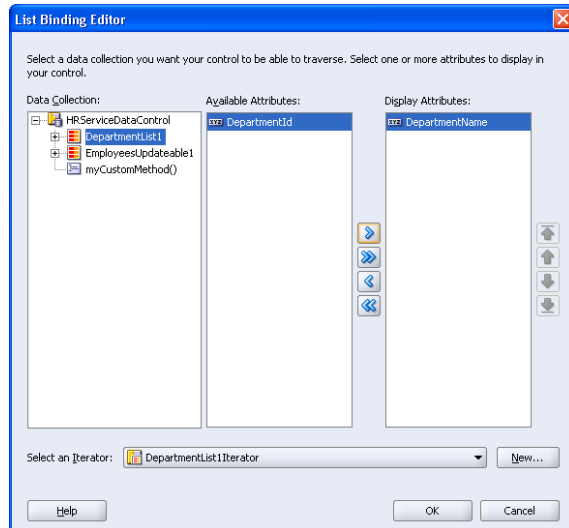 List Binding Editor
Select a data collection you want your control to be able to traverse. Select one or more attributes to display in
your control.
Data Collection:
Available Attributes:
Display Attributes:
HRServiceDataControl
DepartmentList1
EmployeesUpdateable1
myCustomMethod()
DepartmentId
DepartmentName
Select an Iterator:
DepartmentList1Iterator
New...
Help
OK
Cancel